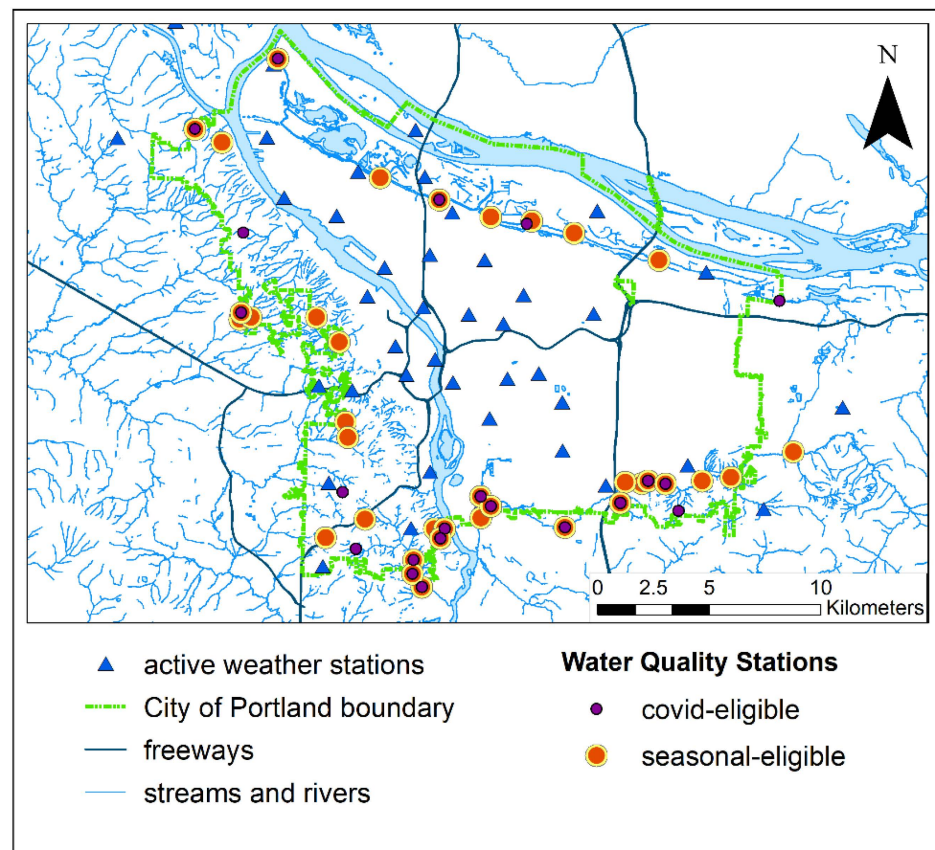 N
0 2.5 5 10
Kilometers
active weather stations
City of Portland boundary
freeways
streams and rivers
Water Quality Stations
covid-eligible
seasonal-eligible